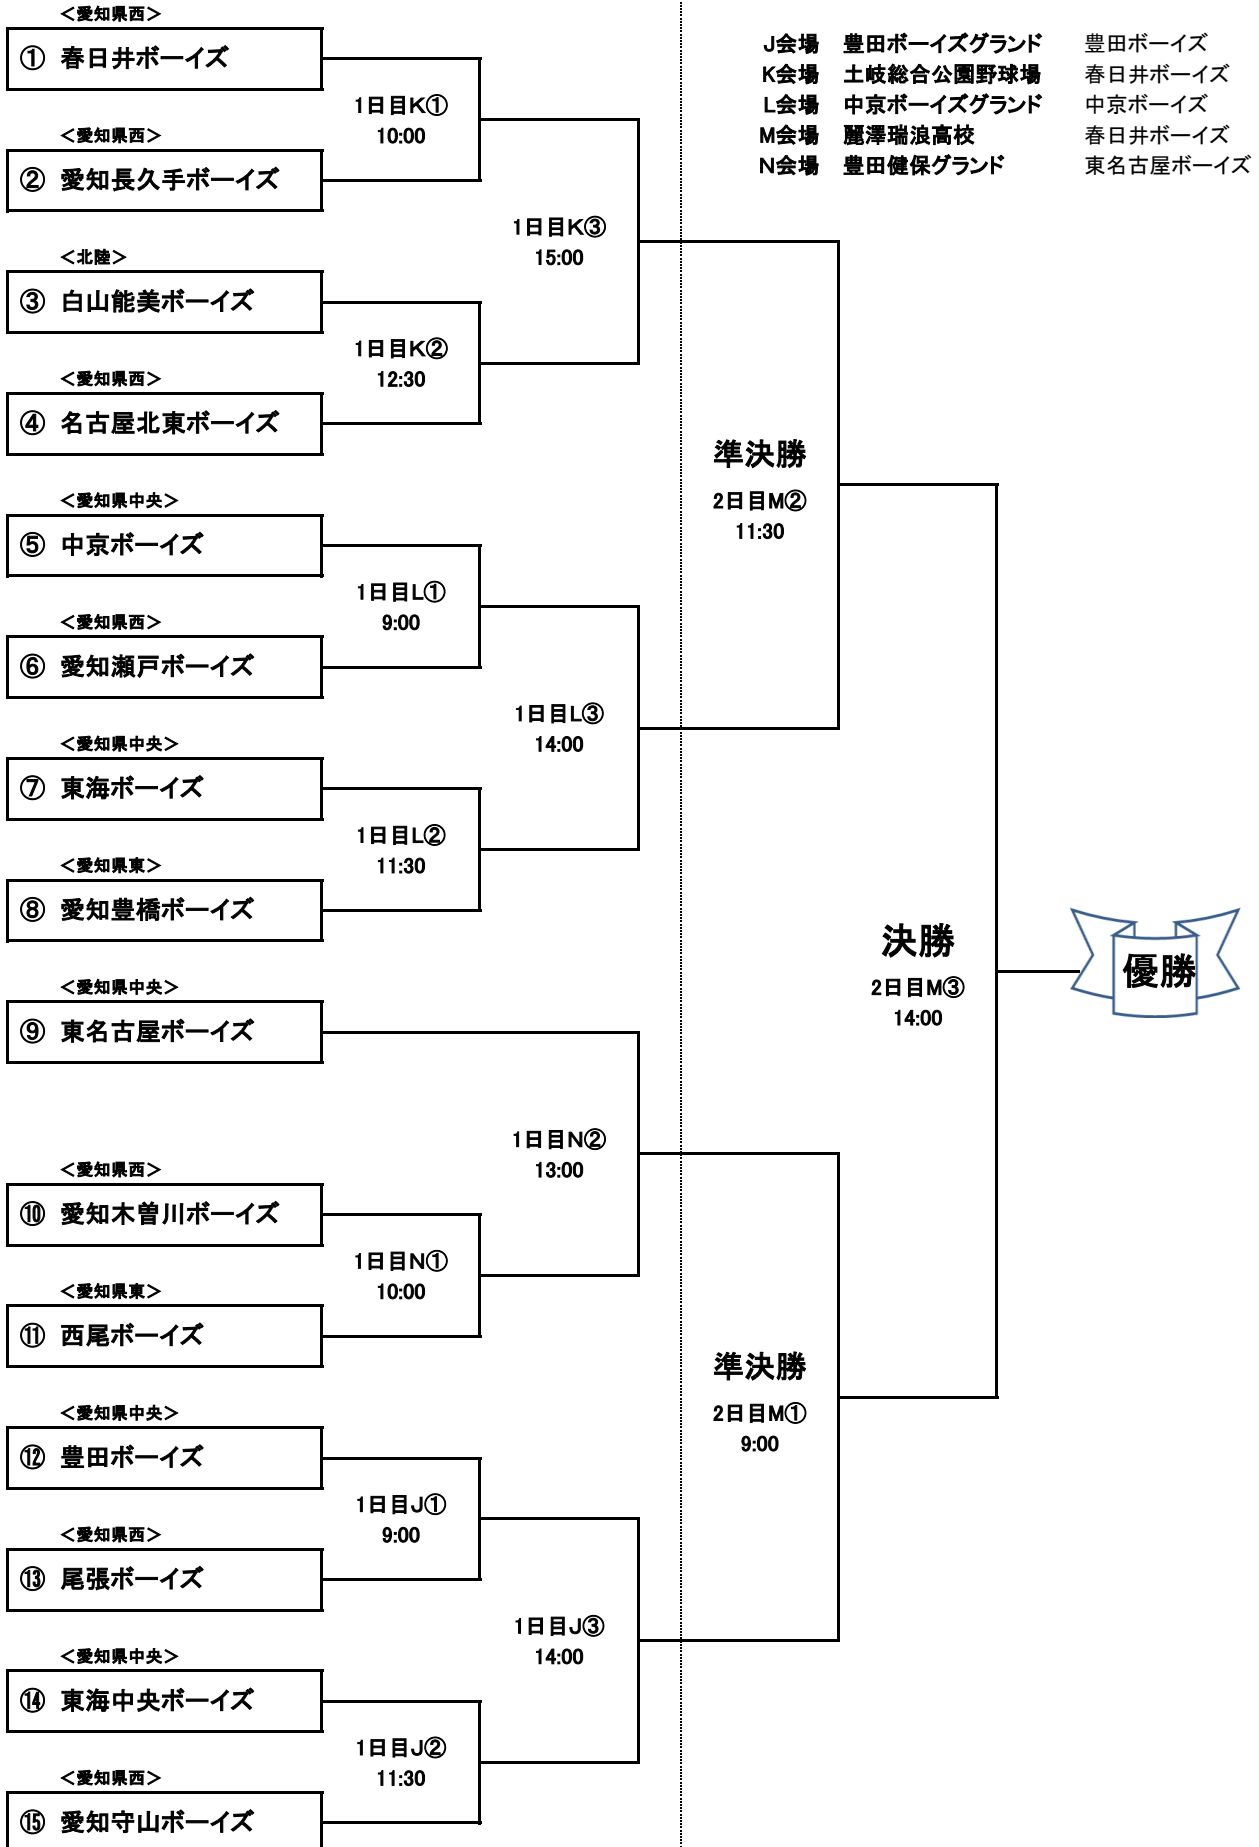 ＜愛知県西＞
① 春日井ボーイズ
1日目K①
10:00
＜愛知県西＞
② 愛知長久手ボーイズ
1日目K③
15:00
＜北陸＞
③ 白山能美ボーイズ
1日目K②
12:30
＜愛知県西＞
④ 名古屋北東ボーイズ
準決勝
2日目M②
11:30
＜愛知県中央＞
⑤ 中京ボーイズ
1日目L①
9:00
＜愛知県西＞
⑥ 愛知瀬戸ボーイズ
1日目L③
14:00
＜愛知県中央＞
⑦ 東海ボーイズ
1日目L②
11:30
＜愛知県東＞
⑧ 愛知豊橋ボーイズ
決勝
2日目M③
14:00
優勝
＜愛知県中央＞
⑨ 東名古屋ボーイズ
1日目N②
13:00
＜愛知県西＞
⑩ 愛知木曽川ボーイズ
1日目N①
10:00
＜愛知県東＞
⑪ 西尾ボーイズ
準決勝
2日目M①
9:00
＜愛知県中央＞
⑫ 豊田ボーイズ
1日目J①
9:00
＜愛知県西＞
⑬ 尾張ボーイズ
1日目J③
14:00
＜愛知県中央＞
⑭ 東海中央ボーイズ
1日目J②
11:30
＜愛知県西＞
⑮ 愛知守山ボーイズ
J会場 豊田ボーイズグランド 豊田ボーイズ
K会場 土岐総合公園野球場 春日井ボーイズ
L会場 中京ボーイズグランド 中京ボーイズ
M会場 麗澤瑞浪高校 春日井ボーイズ
N会場 豊田健保グランド 東名古屋ボーイズ